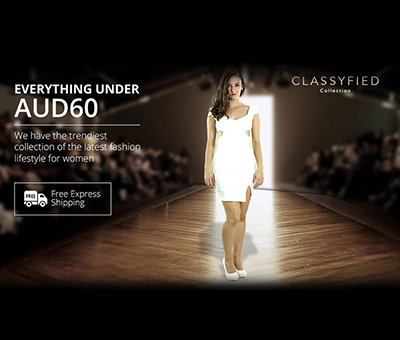 EVERYTHING UNDER
AUD60
We have the trendiest
collection of the latest fashion
lifestyle for women
FREE
Free Express
Shipping
CLASSYFIED
Collection